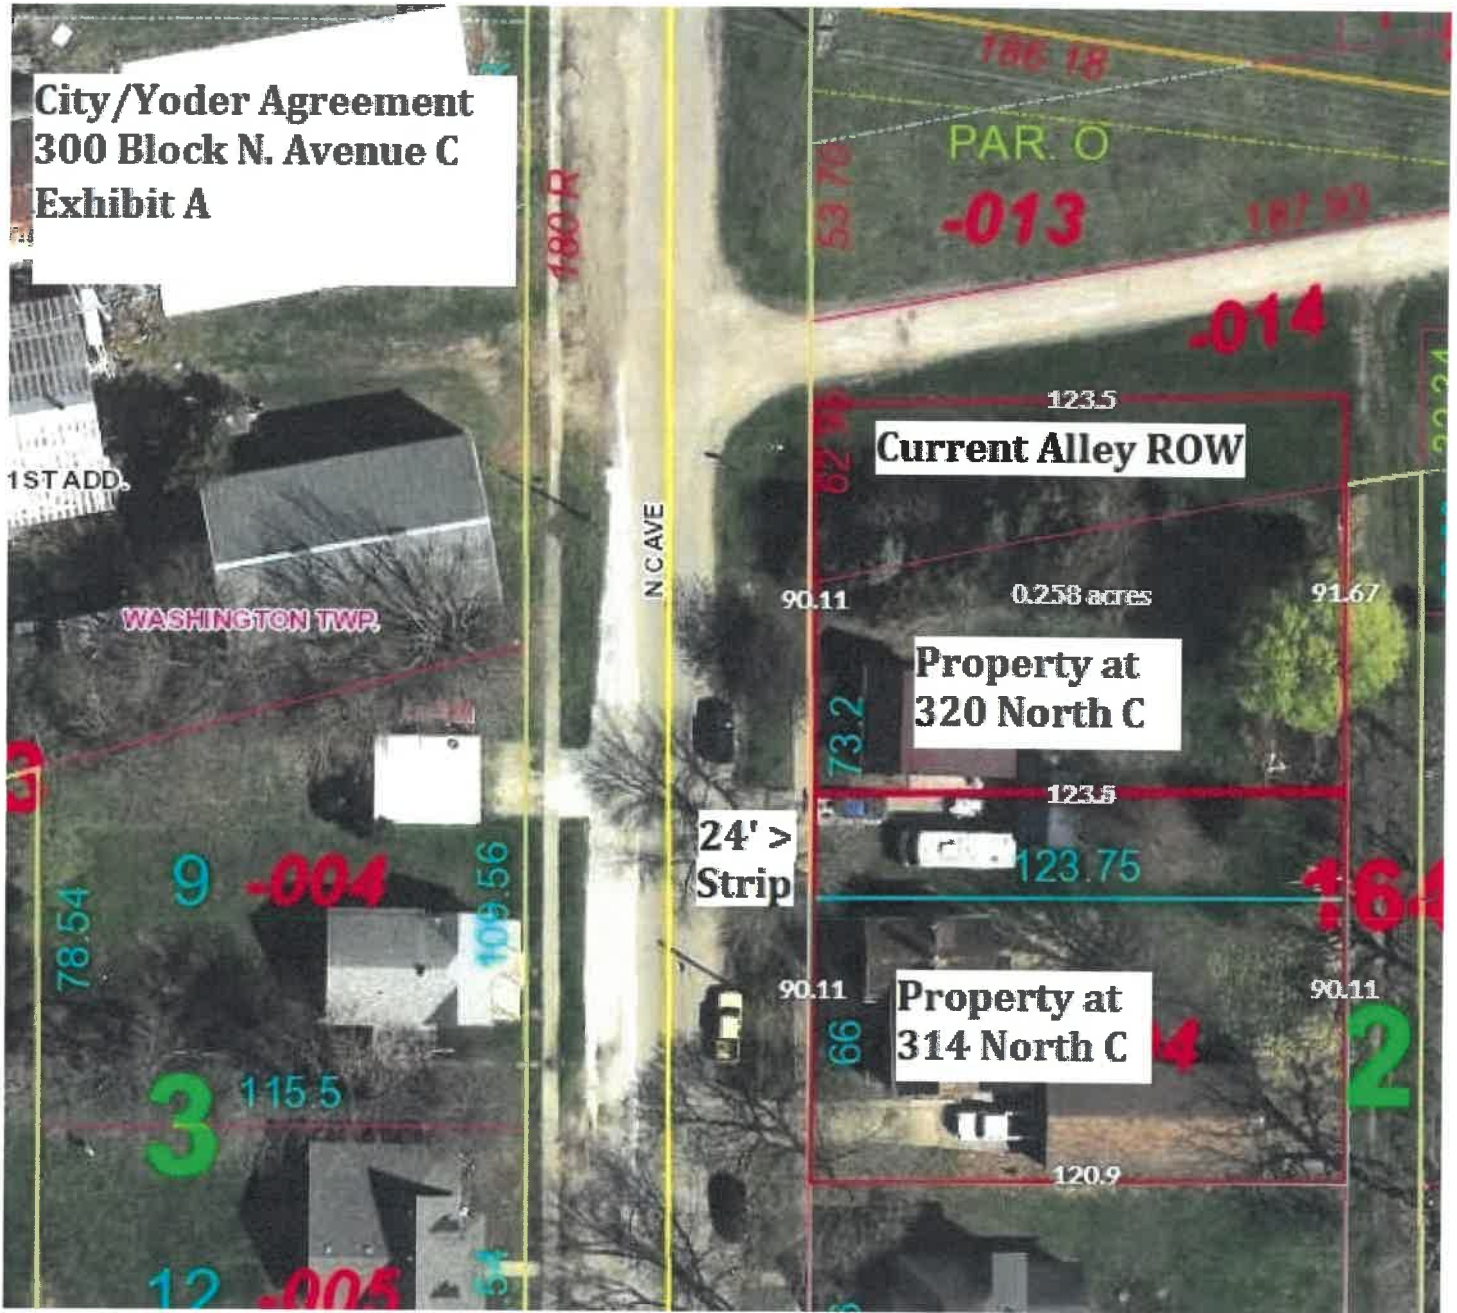 City/Yoder Agreement
300 Block N. Avenue C
Exhibit A
186.18
PAR. O
53.70
-013
187.93
180 R
-014
123.5
Current Alley ROW
1ST ADD.
N C AVE
90.11
0.258 acres
91.67
WASHINGTON TWP.
Property at
320 North C
73.2
123.5
24' >
Strip
123.75
164
9
-004
109.56
78.54
90.11
Property at
314 North C
90.11
66
4
2
3
115.5
120.9
12
-005